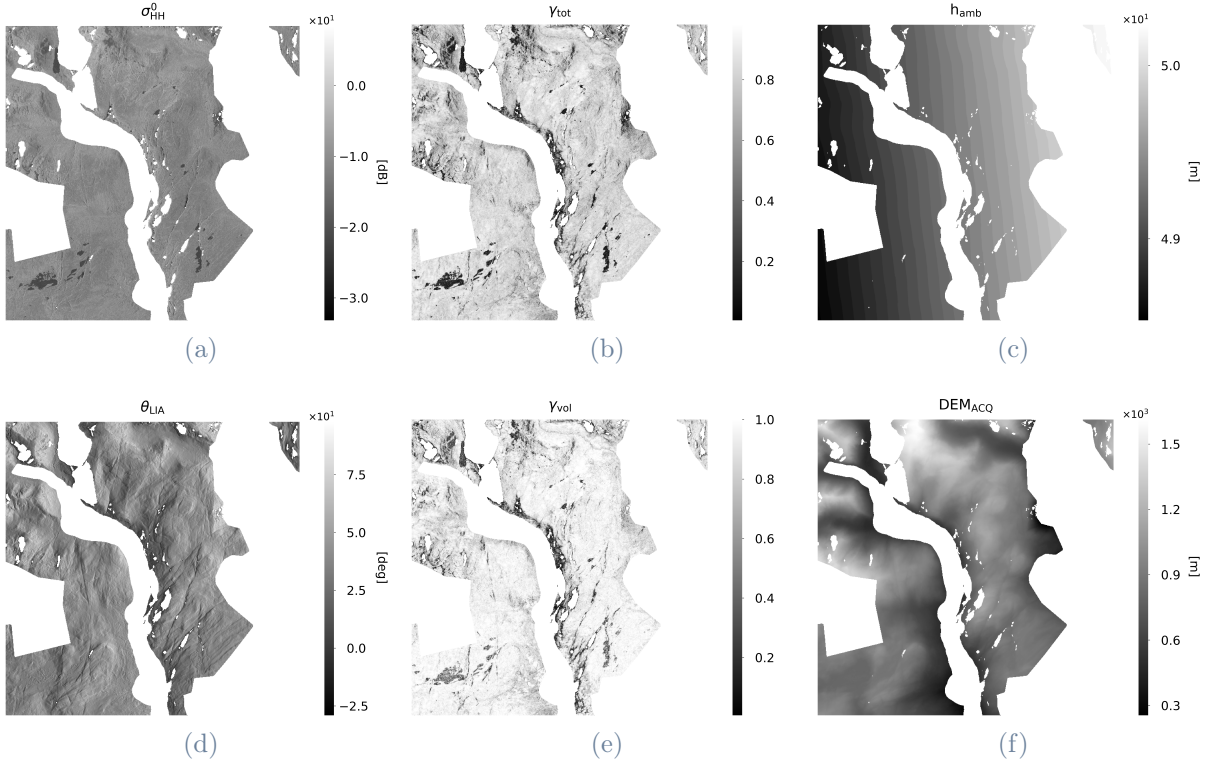 σ⁰HH
×10¹
0.0
−1.0
−2.0
−3.0
[dB]
(a)
γtot
0.8
0.6
0.4
0.2
(b)
hamb
×10¹
5.0
4.9
[m]
(c)
θLIA
×10¹
7.5
5.0
2.5
0.0
−2.5
[deg]
(d)
γvol
1.0
0.8
0.6
0.4
0.2
(e)
DEMACQ
×10³
1.5
1.2
0.9
0.6
0.3
[m]
(f)